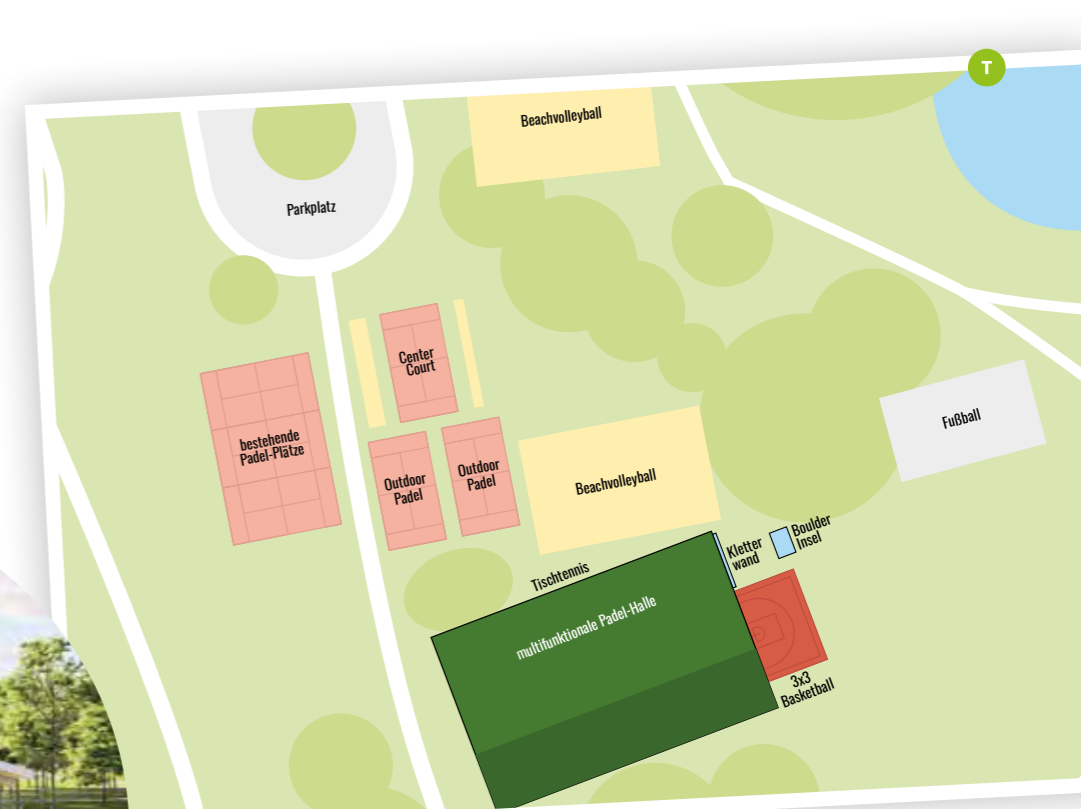 T
Beachvolleyball
Parkplatz
Center
Court
bestehende
Padel-Plätze
Outdoor
Padel
Outdoor
Padel
Beachvolleyball
Fußball
Kletter
wand
Boulder
Insel
Tischtennis
multifunktionale Padel-Halle
3x3
Basketball